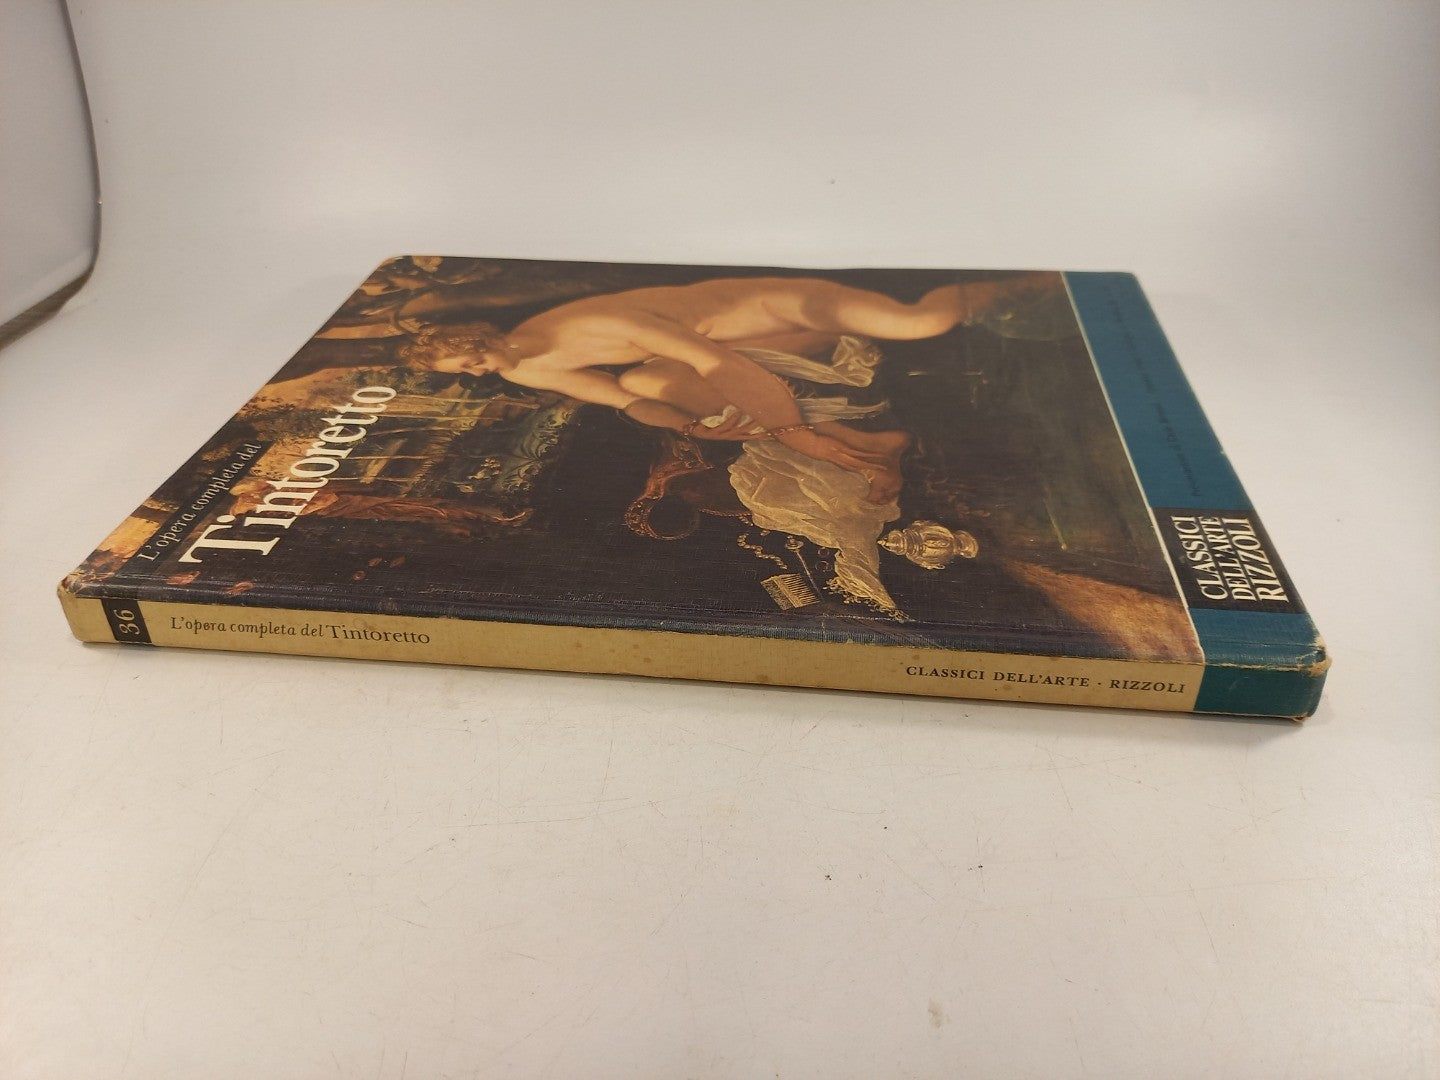 L'opera completa del
Tintoretto
CLASSICI
DELL'ARTE
RIZZOLI
36
L'opera completa del Tintoretto
CLASSICI DELL'ARTE · RIZZOLI